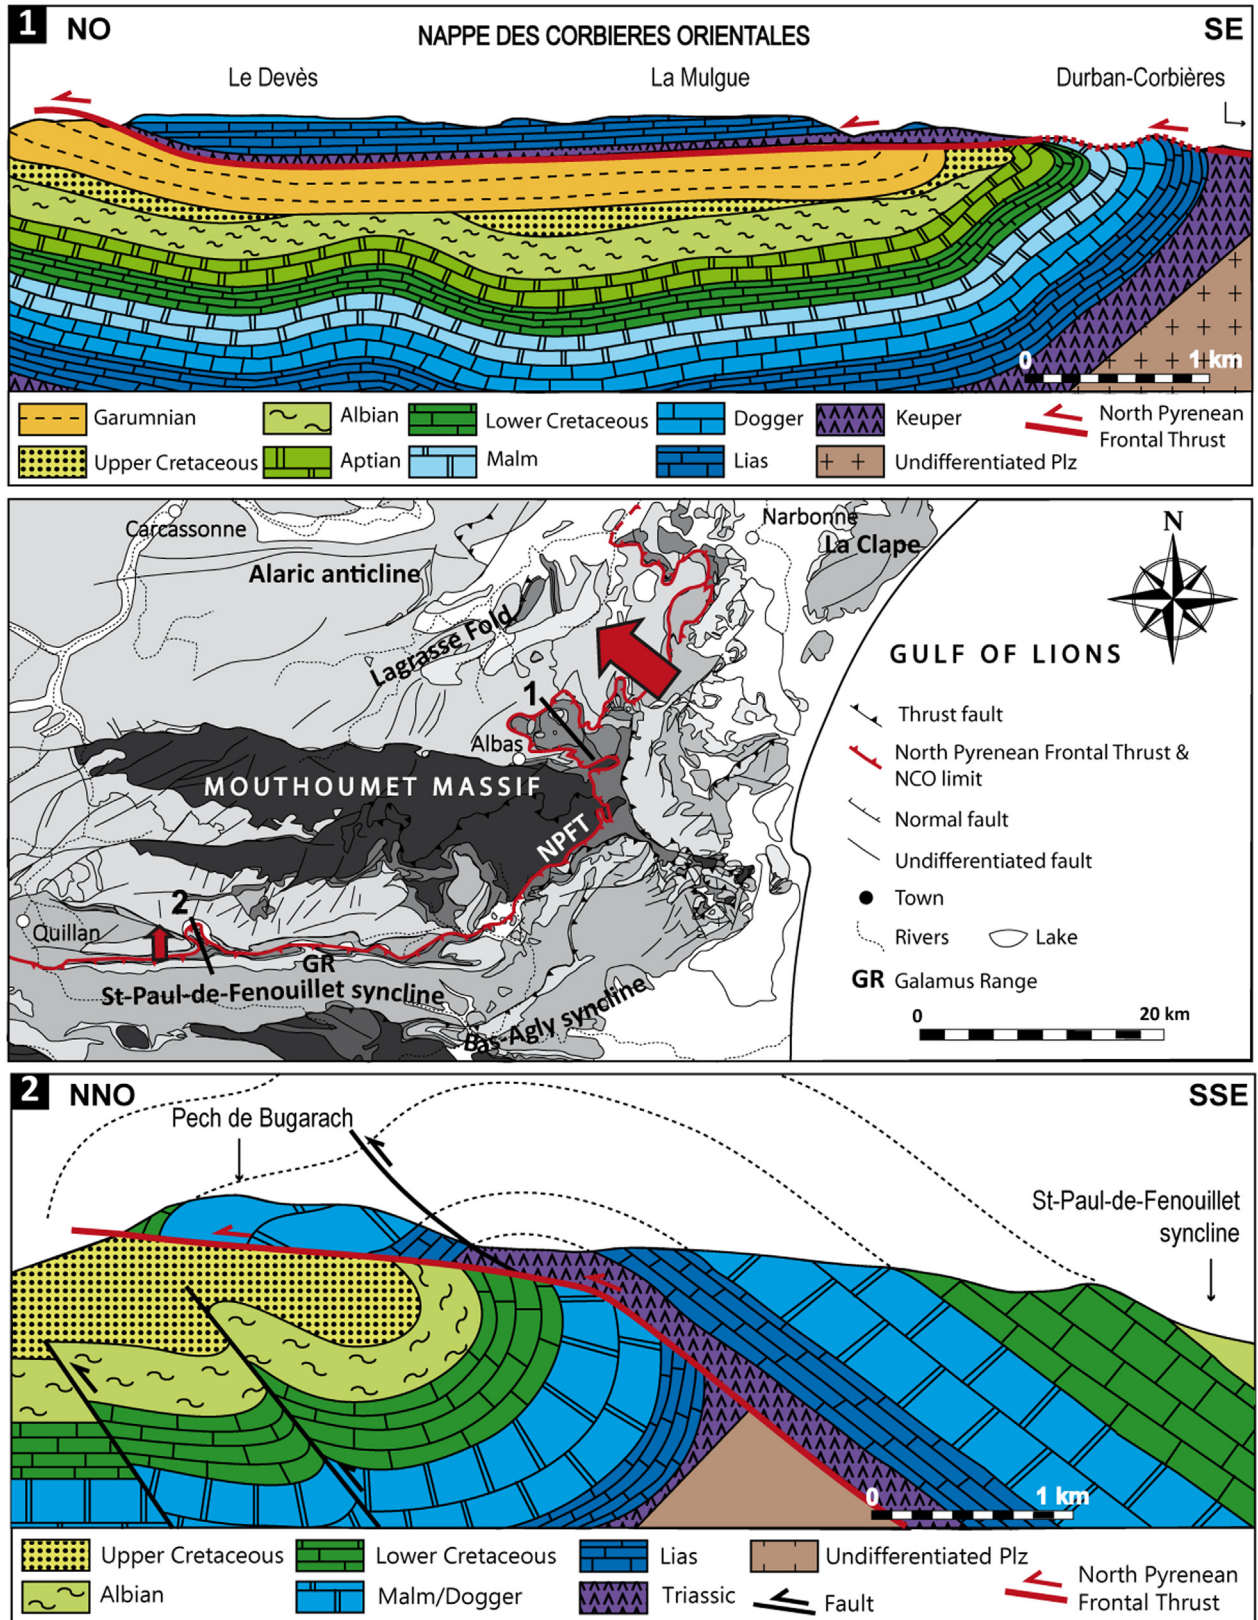 1 NO
NAPPE DES CORBIERES ORIENTALES
SE
Le Devès
La Mulgue
Durban-Corbières
0 1 km
Garumnian
Albian
Lower Cretaceous
Dogger
Keuper
North Pyrenean
Frontal Thrust
Upper Cretaceous
Aptian
Malm
Lias
Undifferentiated Plz
Carcassonne
Narbonne
La Clape
Alaric anticline
Lagrasse Fold
N
GULF OF LIONS
1
Albas
MOUTHOUMET MASSIF
NPFT
2
Quillan
GR
St-Paul-de-Fenouillet syncline
Bas-Agly syncline
Thrust fault
North Pyrenean Frontal Thrust &
NCO limit
Normal fault
Undifferentiated fault
Town
Rivers
Lake
GR Galamus Range
0 20 km
2 NNO
SSE
Pech de Bugarach
St-Paul-de-Fenouillet
syncline
0 1 km
Upper Cretaceous
Lower Cretaceous
Lias
Undifferentiated Plz
North Pyrenean
Frontal Thrust
Albian
Malm/Dogger
Triassic
Fault